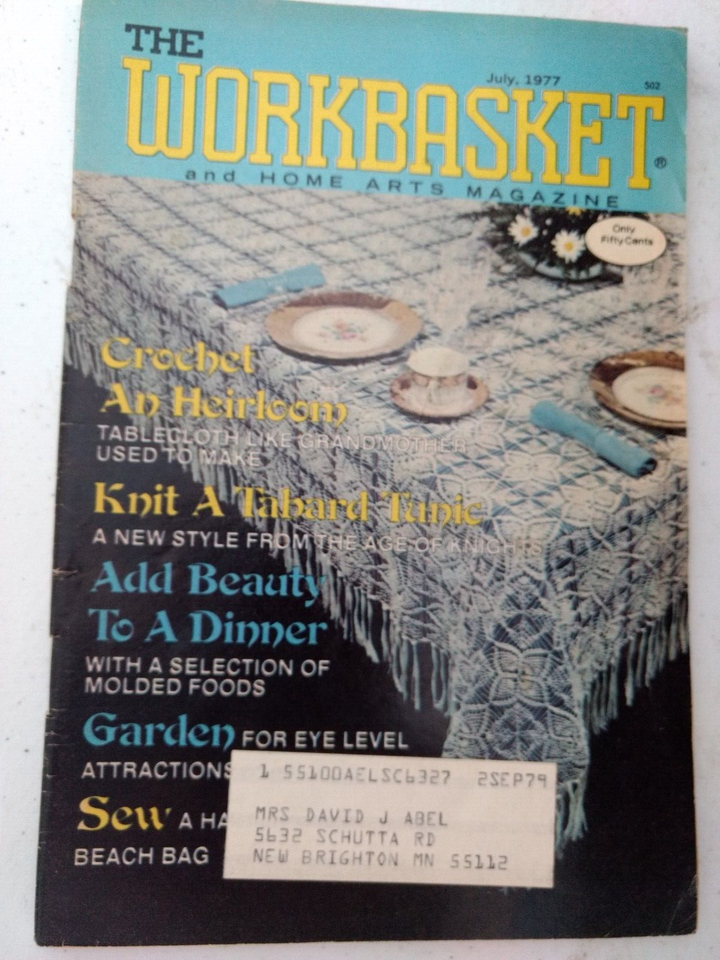 THE
WORKBASKET®
July, 1977
502
and HOME ARTS MAGAZINE
Only
Fifty Cents
Crochet
An Heirloom
TABLECLOTH LIKE GRANDMOTHER
USED TO MAKE
Knit A Tabard Tunic
A NEW STYLE FROM THE AGE OF KNIGHTS
Add Beauty
To A Dinner
WITH A SELECTION OF
MOLDED FOODS
Garden FOR EYE LEVEL
ATTRACTIONS
Sew A HA
BEACH BAG
1 55100AELSC6327 2SEP79
MRS DAVID J ABEL
5632 SCHUTTA RD
NEW BRIGHTON MN 55112